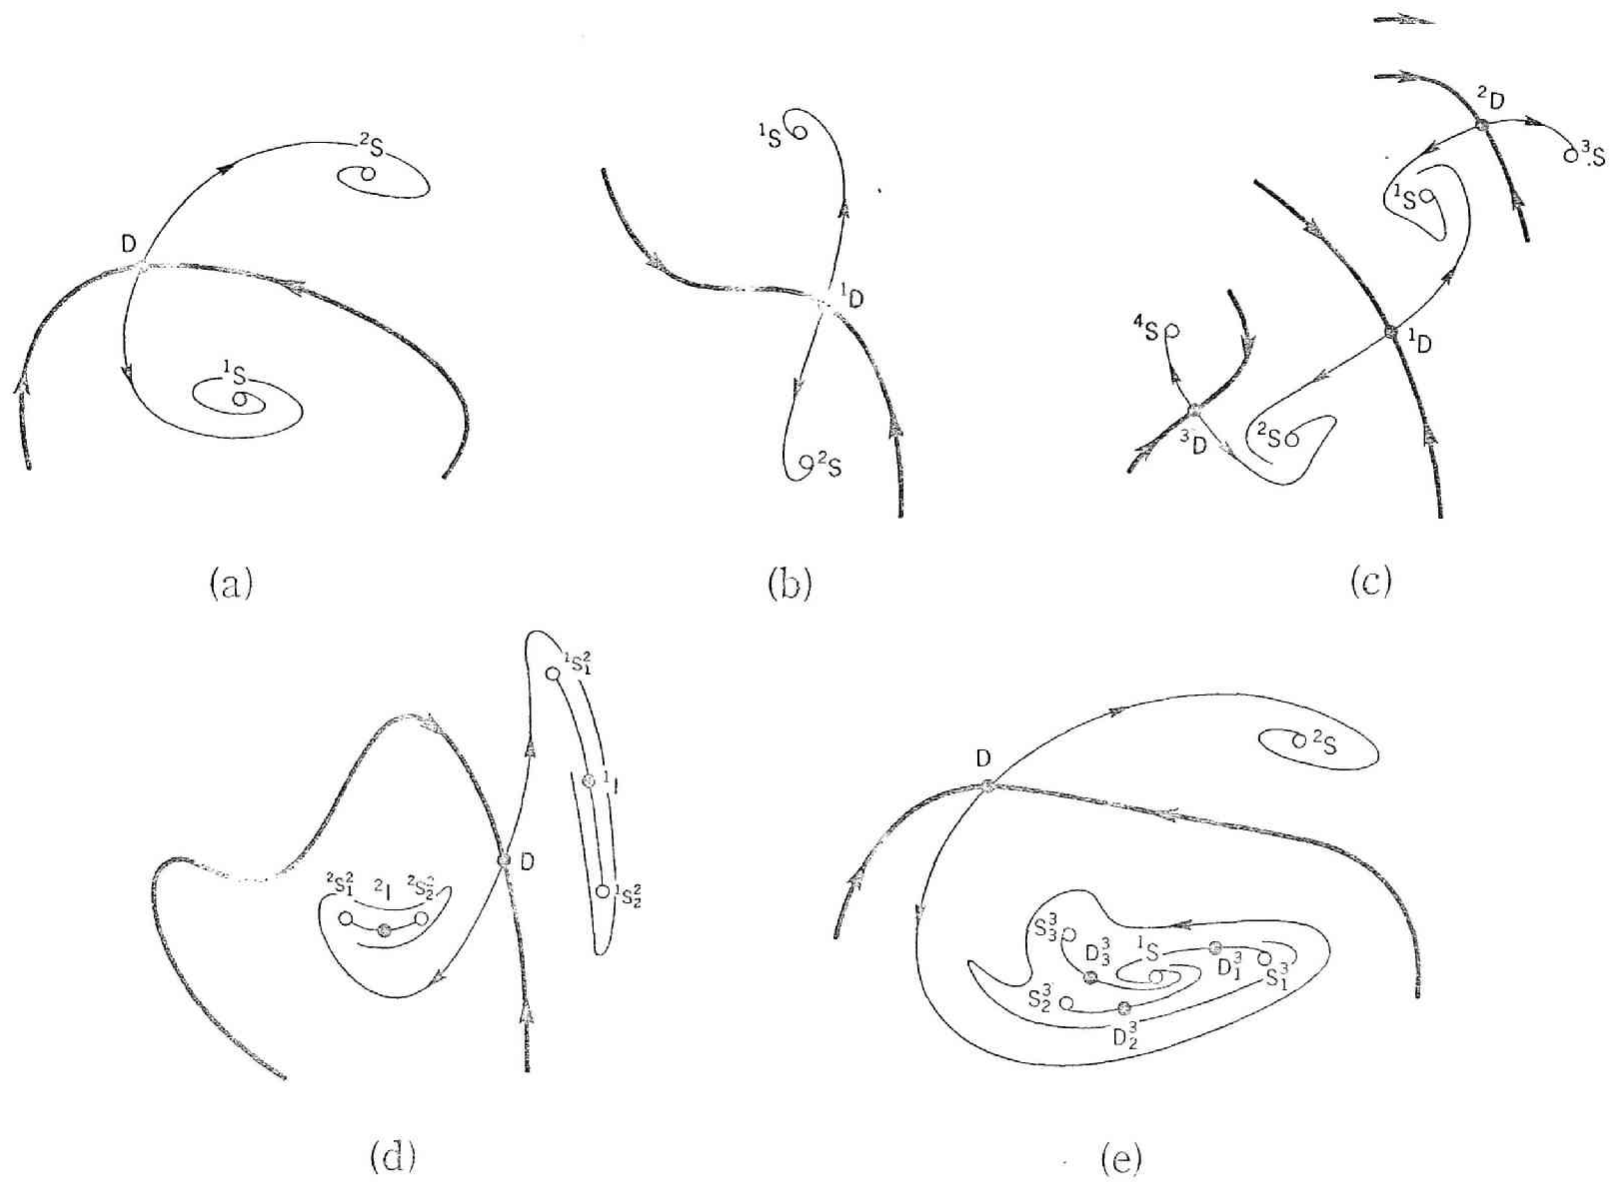 ²S
D
¹S
(a)
¹S
¹D
²S
(b)
²D
³S
¹S
¹D
⁴S
³D
²S
(c)
¹S₁²
¹I
D
²S₁² ²I ²S₂²
¹S₂²
(d)
D
²S
S₃³
D₃³
¹S
D₁³
S₁³
S₂³
D₂³
(e)